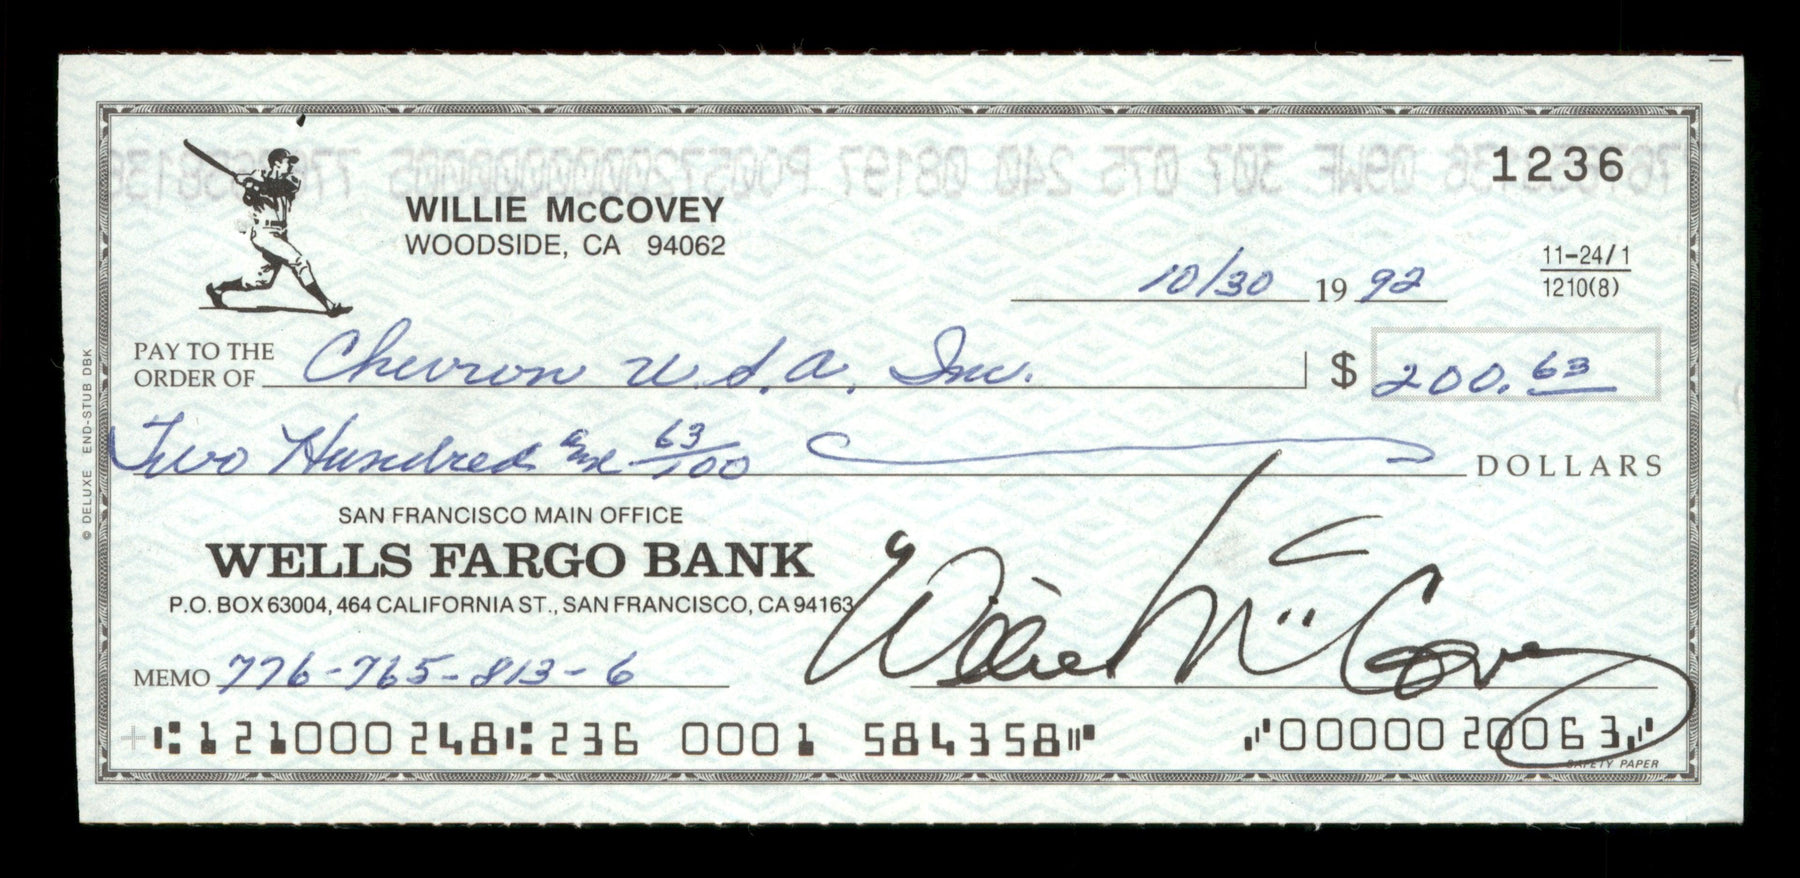 1236
WILLIE McCOVEY
WOODSIDE, CA 94062
11-24/1
1210(8)
10/30 19 92
PAY TO THE
ORDER OF Chevron U.S.A. Inc. $ 200.63
Two Hundred and 63/100 DOLLARS
SAN FRANCISCO MAIN OFFICE
WELLS FARGO BANK
P.O. BOX 63004, 464 CALIFORNIA ST., SAN FRANCISCO, CA 94163
Willie McCovey
MEMO 776-765-813-6
⑆121000248⑆236 0001 584358⑈ ⑈0000020063⑈
SAFETY PAPER
© DELUXE END-STUB DBK